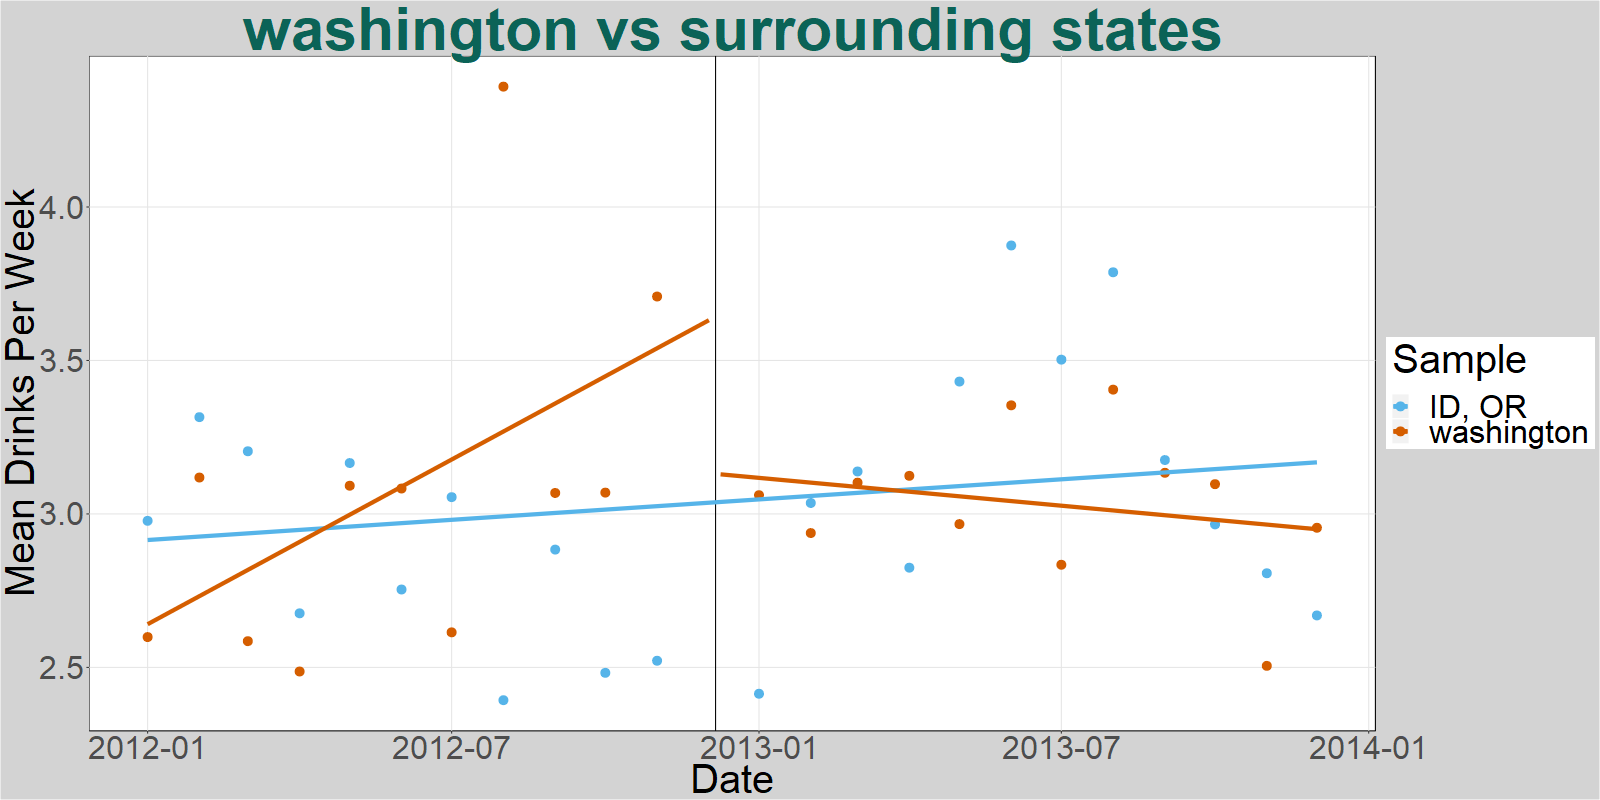 washington vs surrounding states
Mean Drinks Per Week
4.0
3.5
3.0
2.5
2012-01
2012-07
2013-01
2013-07
2014-01
Date
Sample
ID, OR
washington